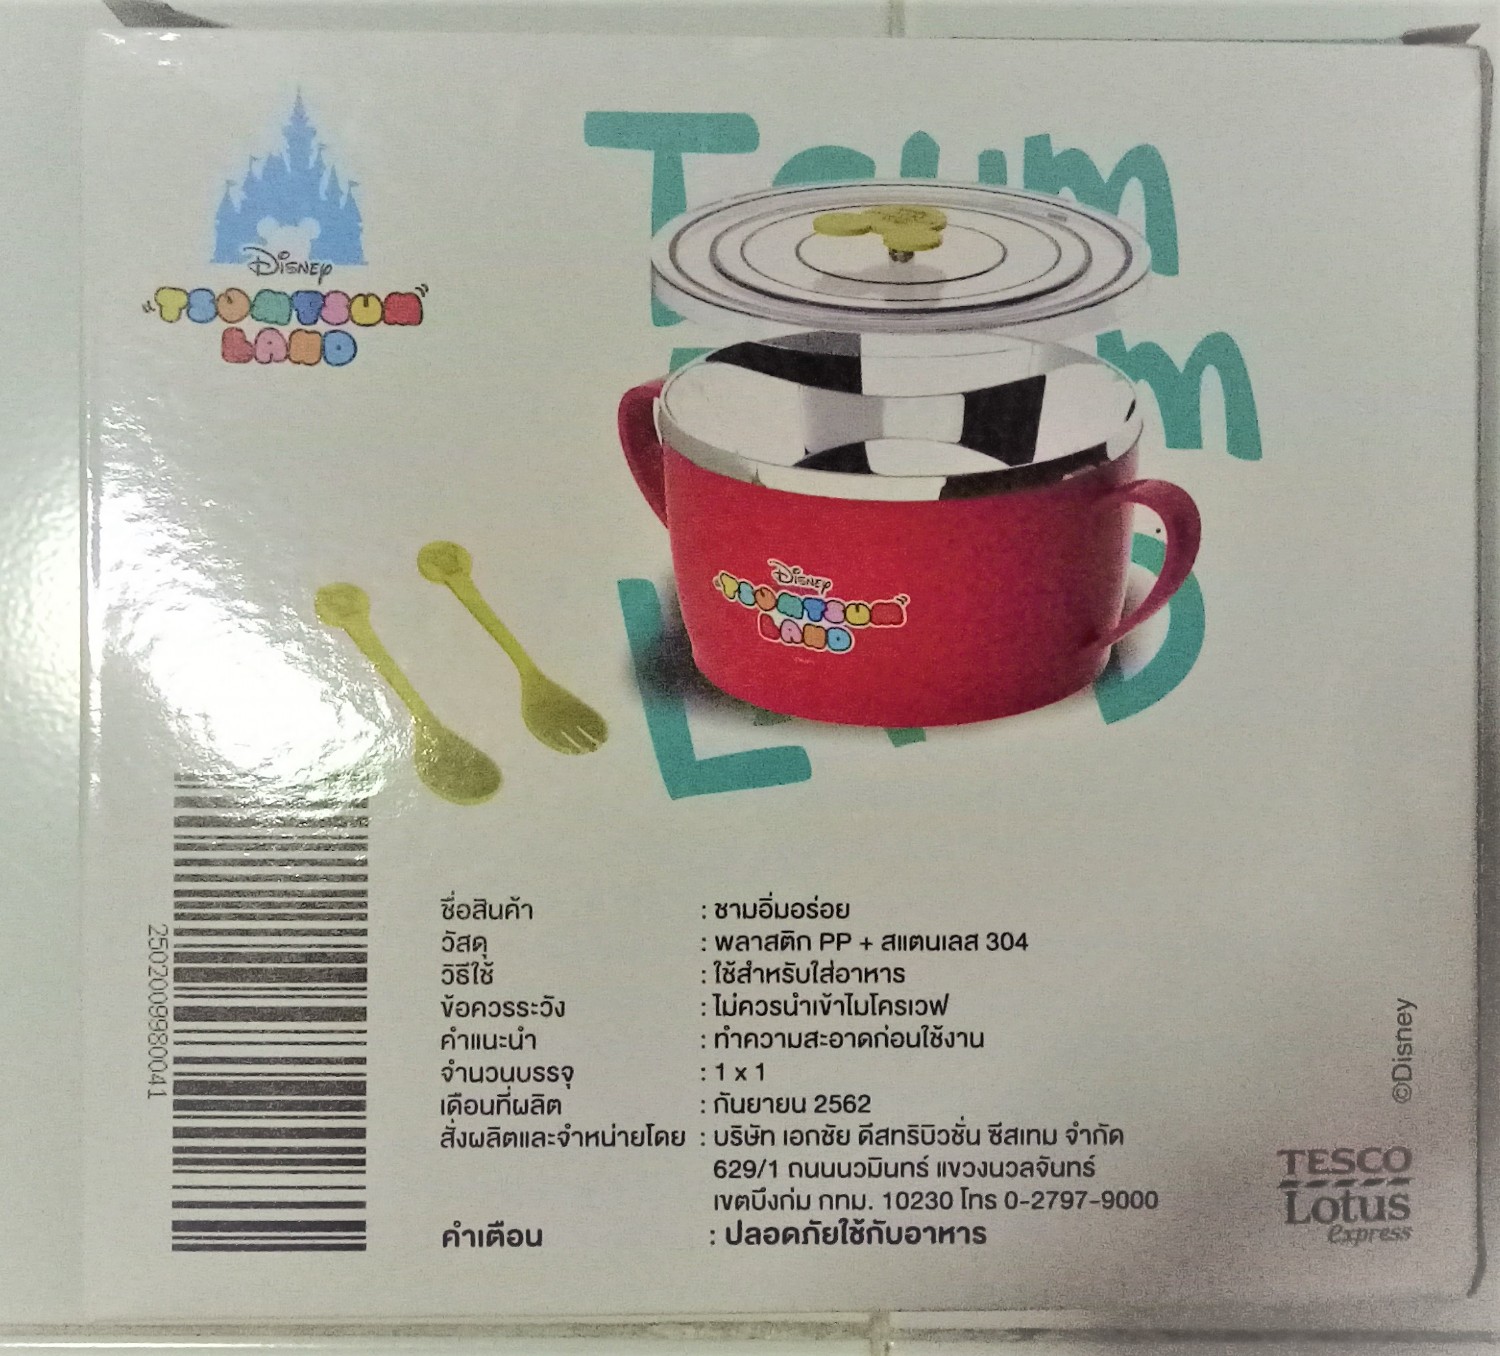 Disney
TSUMTSUM
LAND
Tsum
m
L D
Disney
TSUMTSUM
LAND
2502009980041
ชื่อสินค้า : ชามอิ่มอร่อย
วัสดุ : พลาสติก PP + สแตนเลส 304
วิธีใช้ : ใช้สำหรับใส่อาหาร
ข้อควรระวัง : ไม่ควรนำเข้าไมโครเวฟ
คำแนะนำ : ทำความสะอาดก่อนใช้งาน
จำนวนบรรจุ : 1 x 1
เดือนที่ผลิต : กันยายน 2562
สั่งผลิตและจำหน่ายโดย : บริษัท เอกชัย ดีสทริบิวชั่น ซีสเทม จำกัด
629/1 ถนนนวมินทร์ แขวงนวลจันทร์
เขตบึงกุ่ม กทม. 10230 โทร 0-2797-9000
คำเตือน : ปลอดภัยใช้กับอาหาร
©Disney
TESCO
Lotus
express